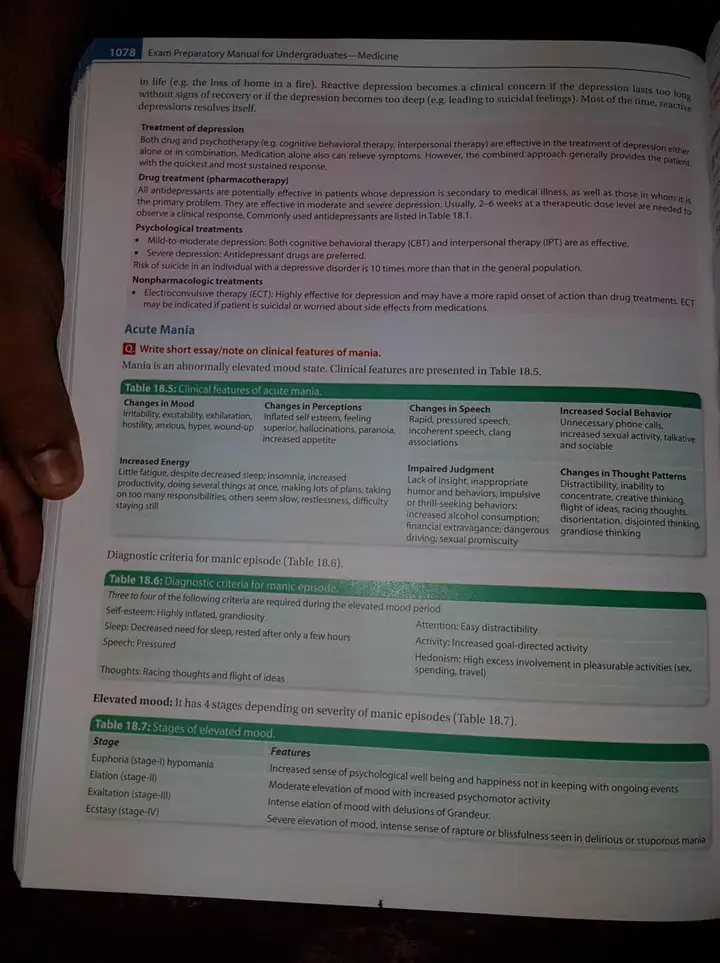 1078 Exam Preparatory Manual for Undergraduates—Medicine
in life (e.g. the loss of home in a fire). Reactive depression becomes a clinical concern if the depression lasts too long
without signs of recovery or if the depression becomes too deep (e.g. leading to suicidal feelings). Most of the time, reactive
depressions resolves itself.
Treatment of depression
Both drug and psychotherapy (e.g. cognitive behavioral therapy, interpersonal therapy) are effective in the treatment of depression either
alone or in combination. Medication alone also can relieve symptoms. However, the combined approach generally provides the patient
with the quickest and most sustained response.
Drug treatment (pharmacotherapy)
All antidepressants are potentially effective in patients whose depression is secondary to medical illness, as well as those in whom it is
the primary problem. They are effective in moderate and severe depression. Usually, 2–6 weeks at a therapeutic dose level are needed to
observe a clinical response. Commonly used antidepressants are listed in Table 18.1.
Psychological treatments
• Mild-to-moderate depression: Both cognitive behavioral therapy (CBT) and interpersonal therapy (IPT) are as effective.
• Severe depression: Antidepressant drugs are preferred.
Risk of suicide in an individual with a depressive disorder is 10 times more than that in the general population.
Nonpharmacologic treatments
• Electroconvulsive therapy (ECT): Highly effective for depression and may have a more rapid onset of action than drug treatments. ECT
may be indicated if patient is suicidal or worried about side effects from medications.
Acute Mania
Q. Write short essay/note on clinical features of mania.
Mania is an abnormally elevated mood state. Clinical features are presented in Table 18.5.
Table 18.5: Clinical features of acute mania.
Changes in Mood
Irritability, excitability, exhilaration,
hostility, anxious, hyper, wound-up
Changes in Perceptions
Inflated self esteem, feeling
superior, hallucinations, paranoia,
increased appetite
Changes in Speech
Rapid, pressured speech,
incoherent speech, clang
associations
Increased Social Behavior
Unnecessary phone calls,
increased sexual activity, talkative
and sociable
Increased Energy
Little fatigue, despite decreased sleep; insomnia, increased
productivity, doing several things at once, making lots of plans, taking
on too many responsibilities, others seem slow, restlessness, difficulty
staying still
Impaired Judgment
Lack of insight, inappropriate
humor and behaviors, impulsive
or thrill-seeking behaviors:
increased alcohol consumption;
financial extravagance; dangerous
driving; sexual promiscuity
Changes in Thought Patterns
Distractibility, inability to
concentrate, creative thinking,
flight of ideas, racing thoughts,
disorientation, disjointed thinking,
grandiose thinking
Diagnostic criteria for manic episode (Table 18.6).
Table 18.6: Diagnostic criteria for manic episode.
Three to four of the following criteria are required during the elevated mood period
Self-esteem: Highly inflated, grandiosity
Sleep: Decreased need for sleep, rested after only a few hours
Speech: Pressured
Thoughts: Racing thoughts and flight of ideas
Attention: Easy distractibility
Activity: Increased goal-directed activity
Hedonism: High excess involvement in pleasurable activities (sex,
spending, travel)
Elevated mood: It has 4 stages depending on severity of manic episodes (Table 18.7).
Table 18.7: Stages of elevated mood.
Stage Features
Euphoria (stage-I) hypomania Increased sense of psychological well being and happiness not in keeping with ongoing events
Elation (stage-II) Moderate elevation of mood with increased psychomotor activity
Exaltation (stage-III) Intense elation of mood with delusions of Grandeur.
Ecstasy (stage-IV) Severe elevation of mood, intense sense of rapture or blissfulness seen in delirious or stuporous mania